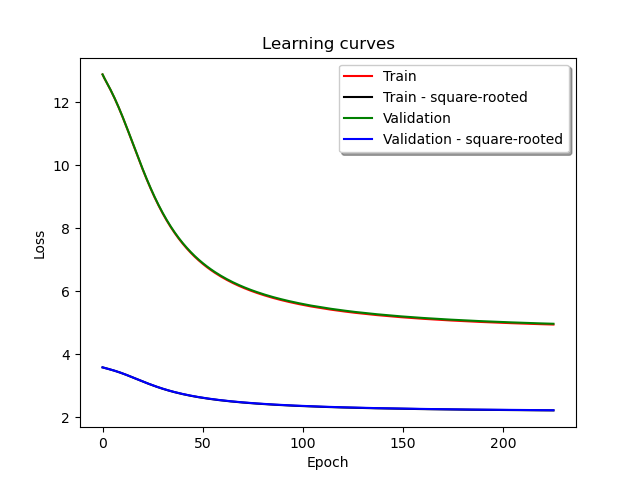 Learning curves
Train
Train - square-rooted
Validation
Validation - square-rooted
12
10
8
6
4
2
Loss
0
50
100
150
200
Epoch